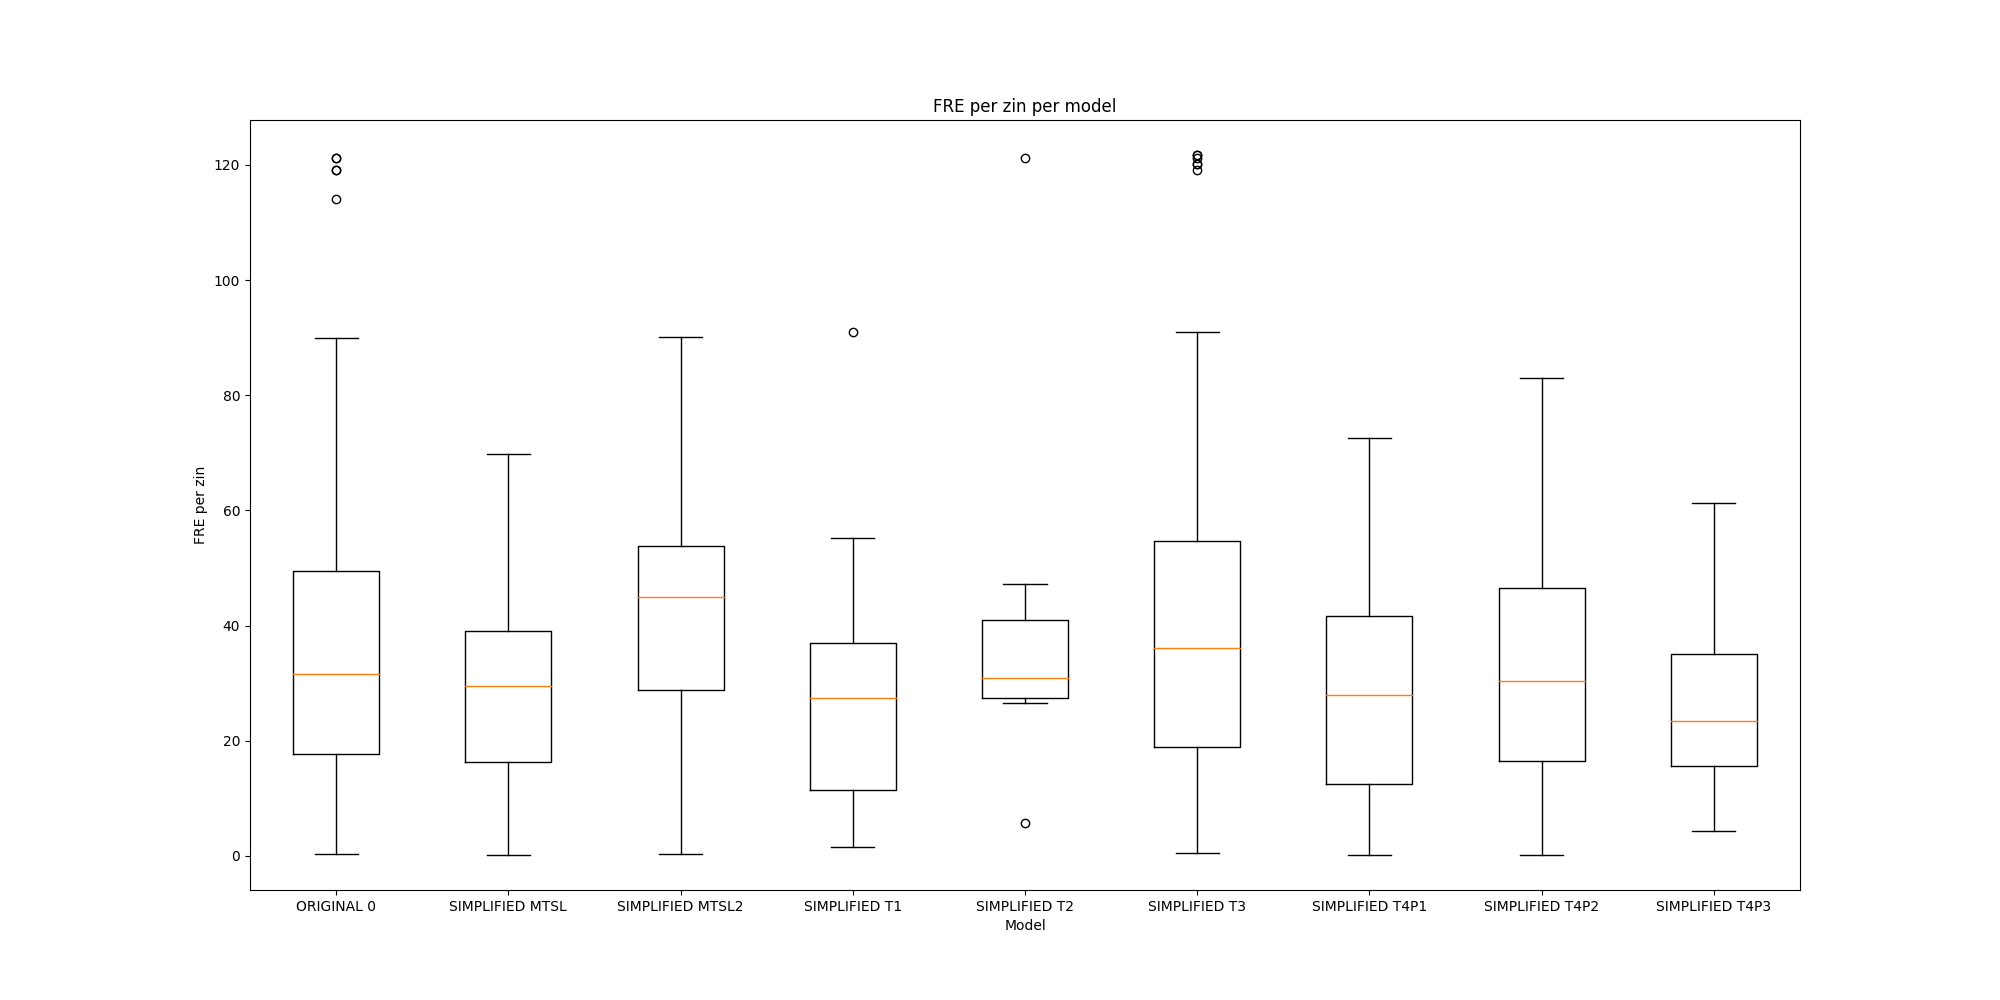 FRE per zin per model
120
100
80
60
40
20
0
FRE per zin
ORIGINAL 0 SIMPLIFIED MTSL SIMPLIFIED MTSL2 SIMPLIFIED T1 SIMPLIFIED T2 SIMPLIFIED T3 SIMPLIFIED T4P1 SIMPLIFIED T4P2 SIMPLIFIED T4P3
Model